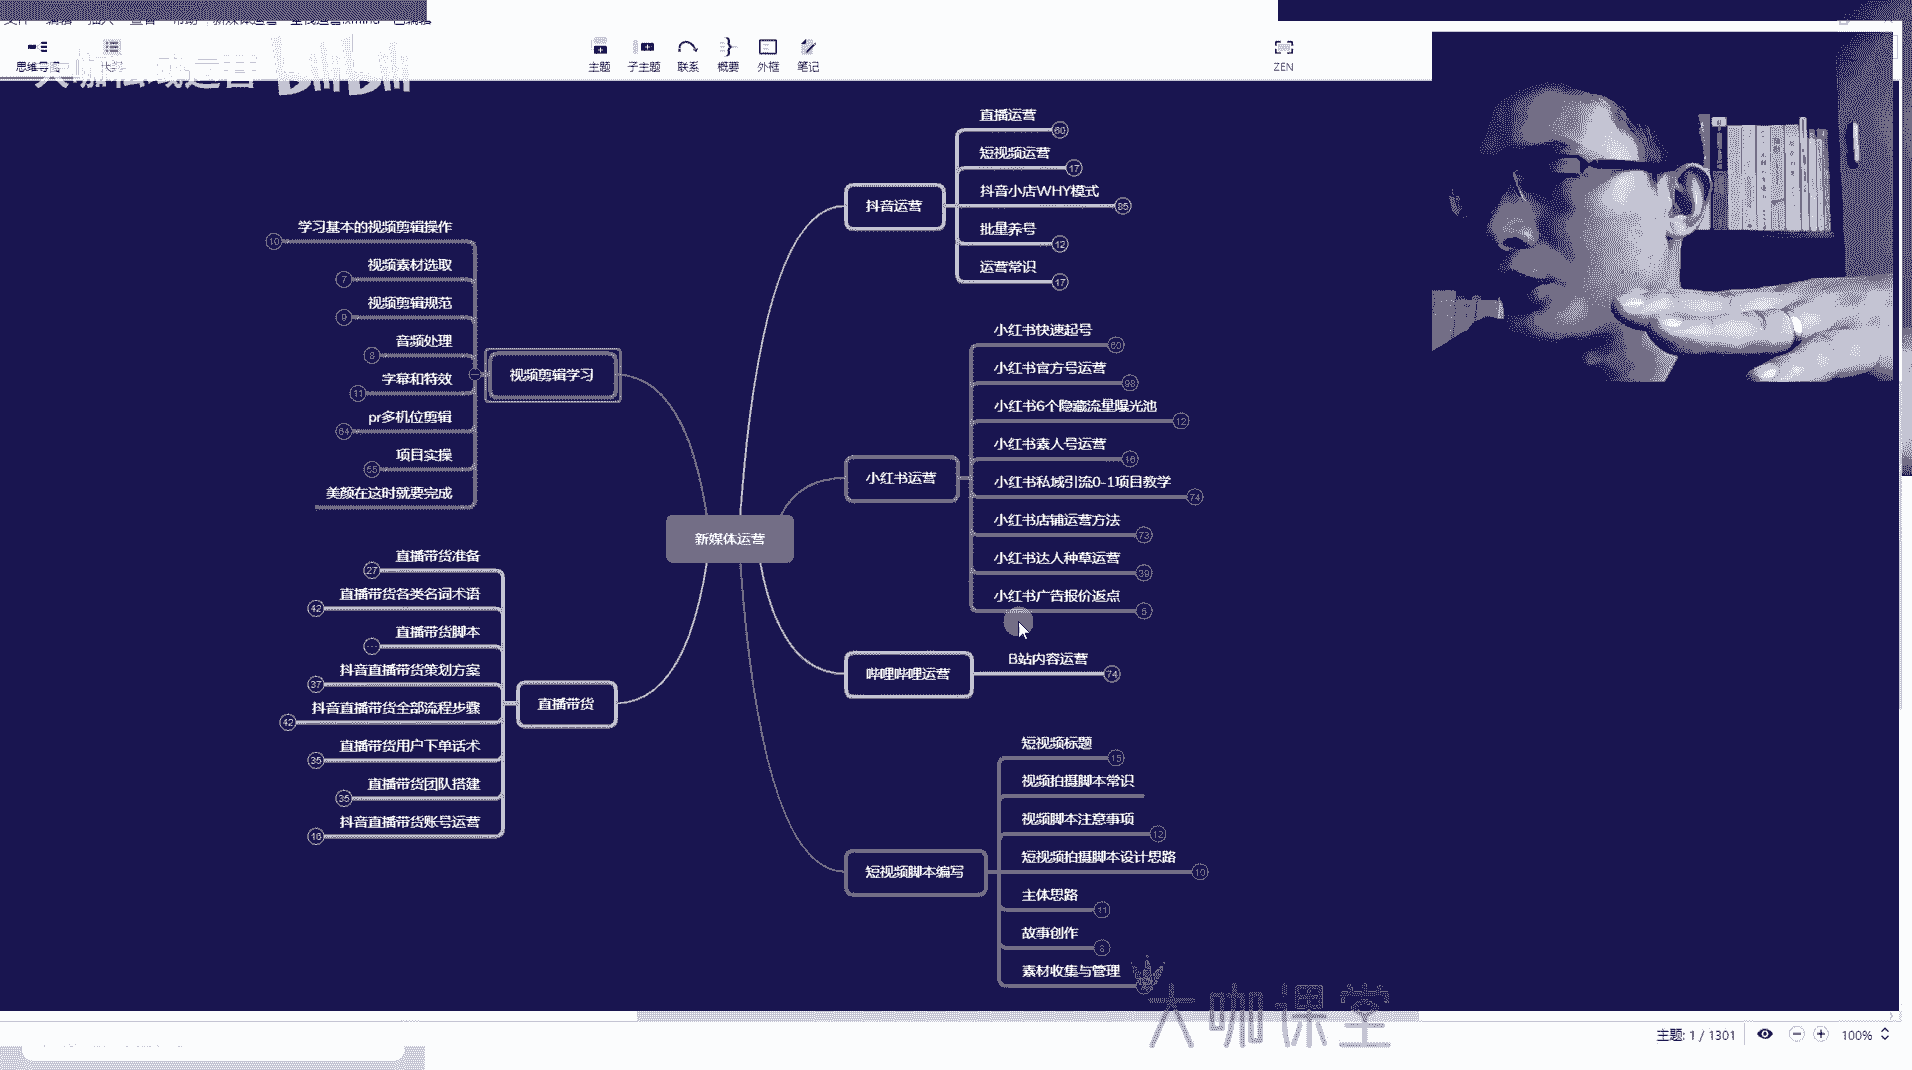 大咖私域运营 bilibili
主题
子主题
联系
概要
外框
笔记
ZEN
新媒体运营
抖音运营
直播运营 60
短视频运营 17
抖音小店WHY模式 85
批量养号 12
运营常识 17
小红书运营
小红书快速起号 60
小红书官方号运营 98
小红书6个隐藏流量曝光池 12
小红书素人号运营 16
小红书私域引流0-1项目教学 74
小红书店铺运营方法 73
小红书达人种草运营 39
小红书广告报价返点 5
哔哩哔哩运营
B站内容运营 74
短视频脚本编写
短视频标题 15
视频拍摄脚本常识
视频脚本注意事项 12
短视频拍摄脚本设计思路 10
主体思路 11
故事创作
素材收集与管理
视频剪辑学习
学习基本的视频剪辑操作 10
视频素材选取 7
视频剪辑规范 9
音频处理 8
字幕和特效 11
pr多机位剪辑 64
项目实操 65
美颜在这时就要完成
直播带货
直播带货准备 27
直播带货各类名词术语 42
直播带货脚本
抖音直播带货策划方案 37
抖音直播带货全部流程步骤 42
直播带货用户下单话术 35
直播带货团队搭建 35
抖音直播带货账号运营 16
大咖课堂
主题: 1 / 1301
100%